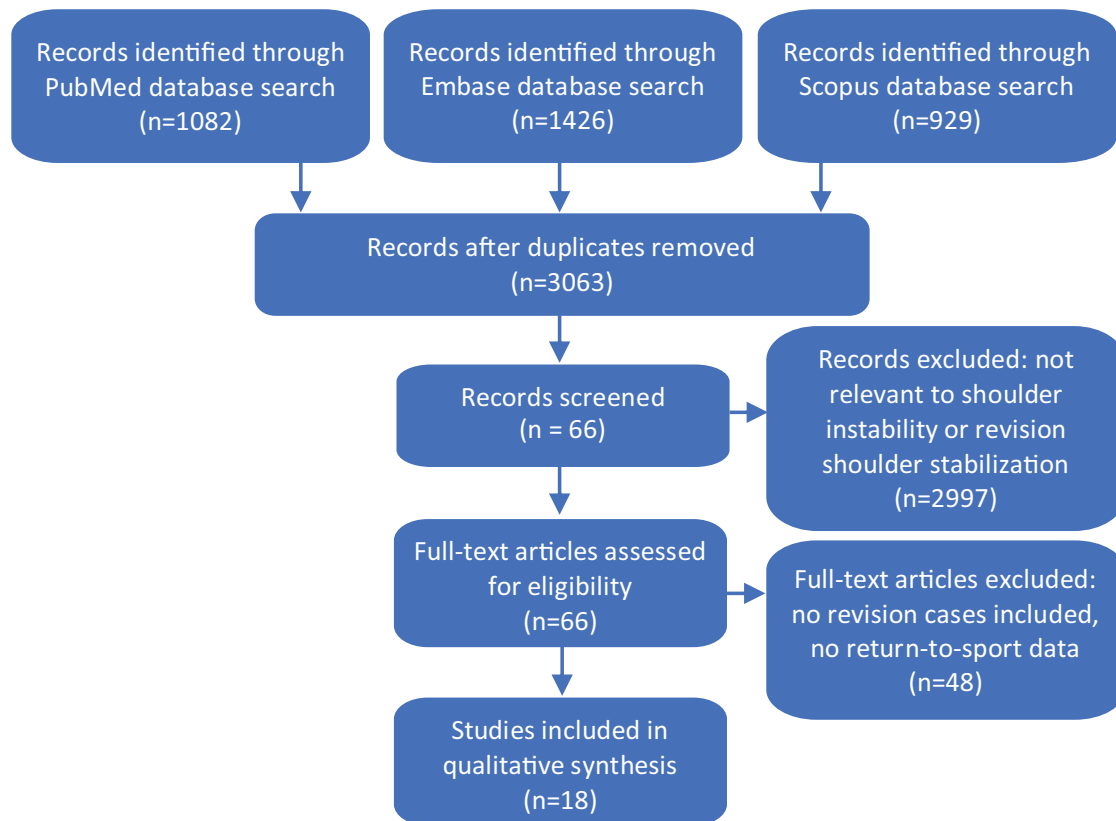 Records identified through
PubMed database search
(n=1082)
Records identified through
Embase database search
(n=1426)
Records identified through
Scopus database search
(n=929)
Records after duplicates removed
(n=3063)
Records screened
(n = 66)
Records excluded: not
relevant to shoulder
instability or revision
shoulder stabilization
(n=2997)
Full-text articles assessed
for eligibility
(n=66)
Full-text articles excluded:
no revision cases included,
no return-to-sport data
(n=48)
Studies included in
qualitative synthesis
(n=18)